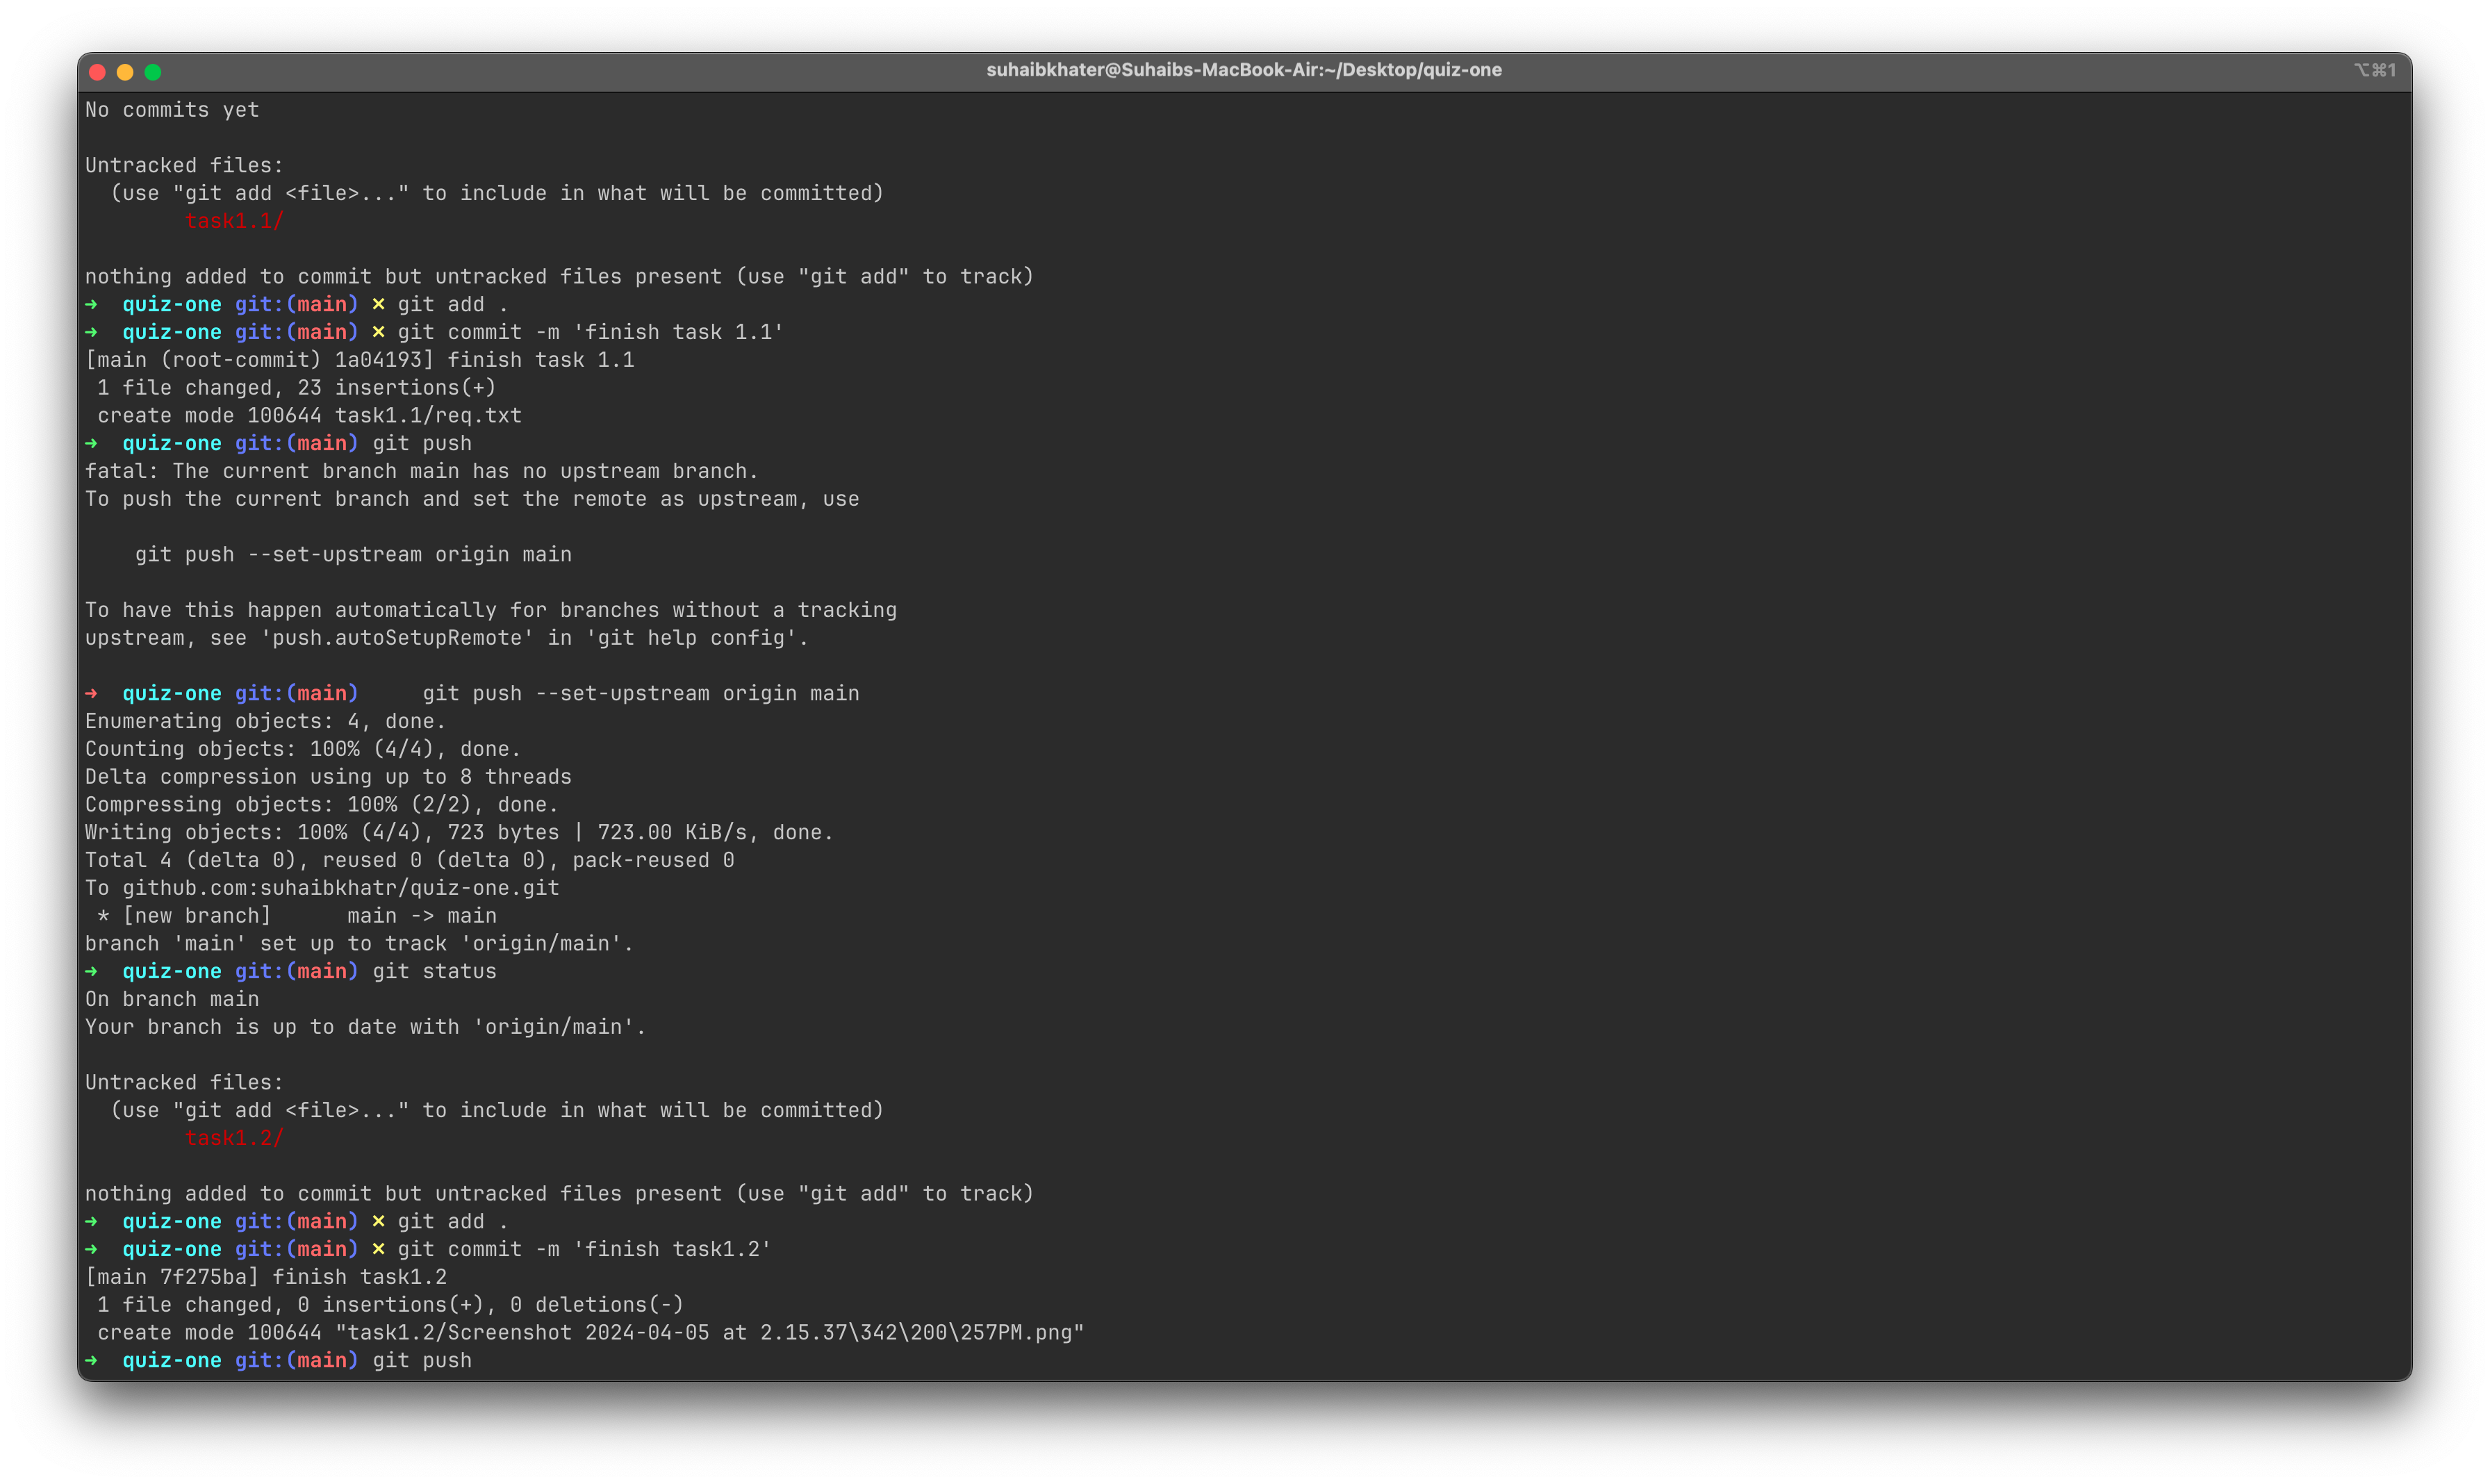 suhaibkhater@Suhaibs-MacBook-Air:~/Desktop/quiz-one
⌥⌘1
No commits yet
Untracked files:
  (use "git add <file>..." to include in what will be committed)
        task1.1/
nothing added to commit but untracked files present (use "git add" to track)
➜  quiz-one git:(main) ✗ git add .
➜  quiz-one git:(main) ✗ git commit -m 'finish task 1.1'
[main (root-commit) 1a04193] finish task 1.1
 1 file changed, 23 insertions(+)
 create mode 100644 task1.1/req.txt
➜  quiz-one git:(main) git push
fatal: The current branch main has no upstream branch.
To push the current branch and set the remote as upstream, use
    git push --set-upstream origin main
To have this happen automatically for branches without a tracking
upstream, see 'push.autoSetupRemote' in 'git help config'.
➜  quiz-one git:(main)     git push --set-upstream origin main
Enumerating objects: 4, done.
Counting objects: 100% (4/4), done.
Delta compression using up to 8 threads
Compressing objects: 100% (2/2), done.
Writing objects: 100% (4/4), 723 bytes | 723.00 KiB/s, done.
Total 4 (delta 0), reused 0 (delta 0), pack-reused 0
To github.com:suhaibkhatr/quiz-one.git
 * [new branch]      main -> main
branch 'main' set up to track 'origin/main'.
➜  quiz-one git:(main) git status
On branch main
Your branch is up to date with 'origin/main'.
Untracked files:
  (use "git add <file>..." to include in what will be committed)
        task1.2/
nothing added to commit but untracked files present (use "git add" to track)
➜  quiz-one git:(main) ✗ git add .
➜  quiz-one git:(main) ✗ git commit -m 'finish task1.2'
[main 7f275ba] finish task1.2
 1 file changed, 0 insertions(+), 0 deletions(-)
 create mode 100644 "task1.2/Screenshot 2024-04-05 at 2.15.37\342\200\257PM.png"
➜  quiz-one git:(main) git push